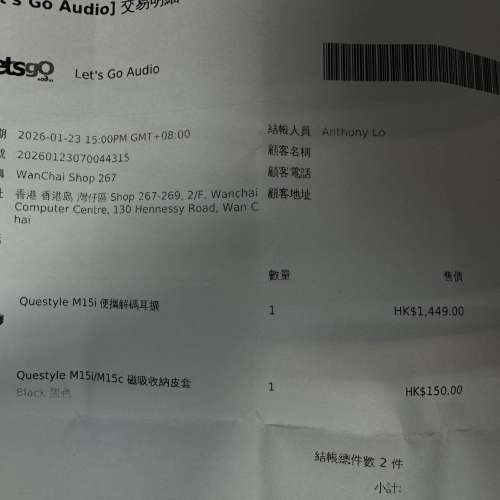 t's Go Audio] 交易明細
etsgo
Let's Go Audio
期 2026-01-23 15:00PM GMT+08:00
號 20260123070044315
WanChai Shop 267
址 香港 香港島 灣仔區 Shop 267-269, 2/F, Wanchai
Computer Centre, 130 Hennessy Road, Wan C
hai
結帳人員 Anthony Lo
顧客名稱
顧客電話
顧客地址
數量 售價
Questyle M15i 便攜解碼耳擴 1 HK$1,449.00
Questyle M15i/M15c 磁吸收納皮套 1 HK$150.00
Black 黑色
結帳總件數 2 件
小計: